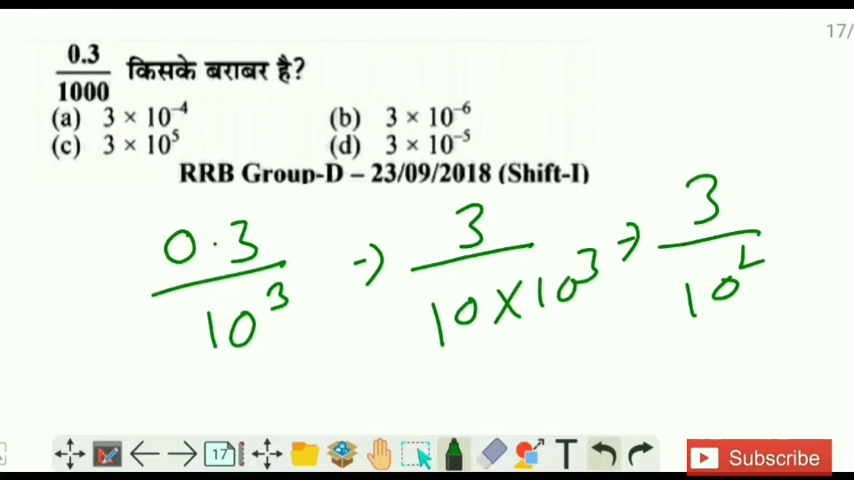 17/
0.3/1000 किसके बराबर है?
(a) 3 × 10⁻⁴ (b) 3 × 10⁻⁶
(c) 3 × 10⁵ (d) 3 × 10⁻⁵
RRB Group-D – 23/09/2018 (Shift-I)
0.3/10³ → 3/(10×10³) → 3/10
17 T Subscribe